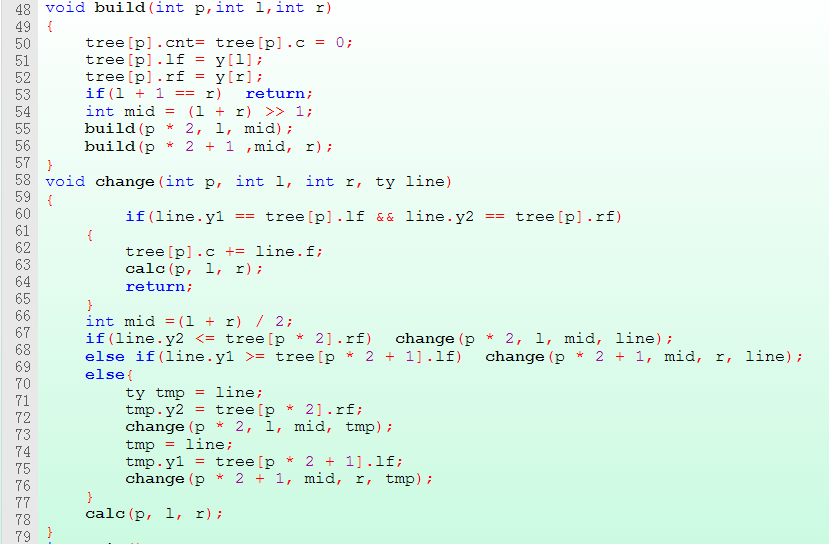 48 void build(int p,int l,int r)
49 {
50     tree[p].cnt= tree[p].c = 0;
51     tree[p].lf = y[l];
52     tree[p].rf = y[r];
53     if(l + 1 == r)  return;
54     int mid = (l + r) >> 1;
55     build(p * 2, l, mid);
56     build(p * 2 + 1 ,mid, r);
57 }
58 void change(int p, int l, int r, ty line)
59 {
60         if(line.y1 == tree[p].lf && line.y2 == tree[p].rf)
61     {
62         tree[p].c += line.f;
63         calc(p, l, r);
64         return;
65     }
66     int mid =(l + r) / 2;
67     if(line.y2 <= tree[p * 2].rf)  change(p * 2, l, mid, line);
68     else if(line.y1 >= tree[p * 2 + 1].lf)  change(p * 2 + 1, mid, r, line);
69     else{
70         ty tmp = line;
71         tmp.y2 = tree[p * 2].rf;
72         change(p * 2, l, mid, tmp);
73         tmp = line;
74         tmp.y1 = tree[p * 2 + 1].lf;
75         change(p * 2 + 1, mid, r, tmp);
76     }
77     calc(p, l, r);
78 }
79